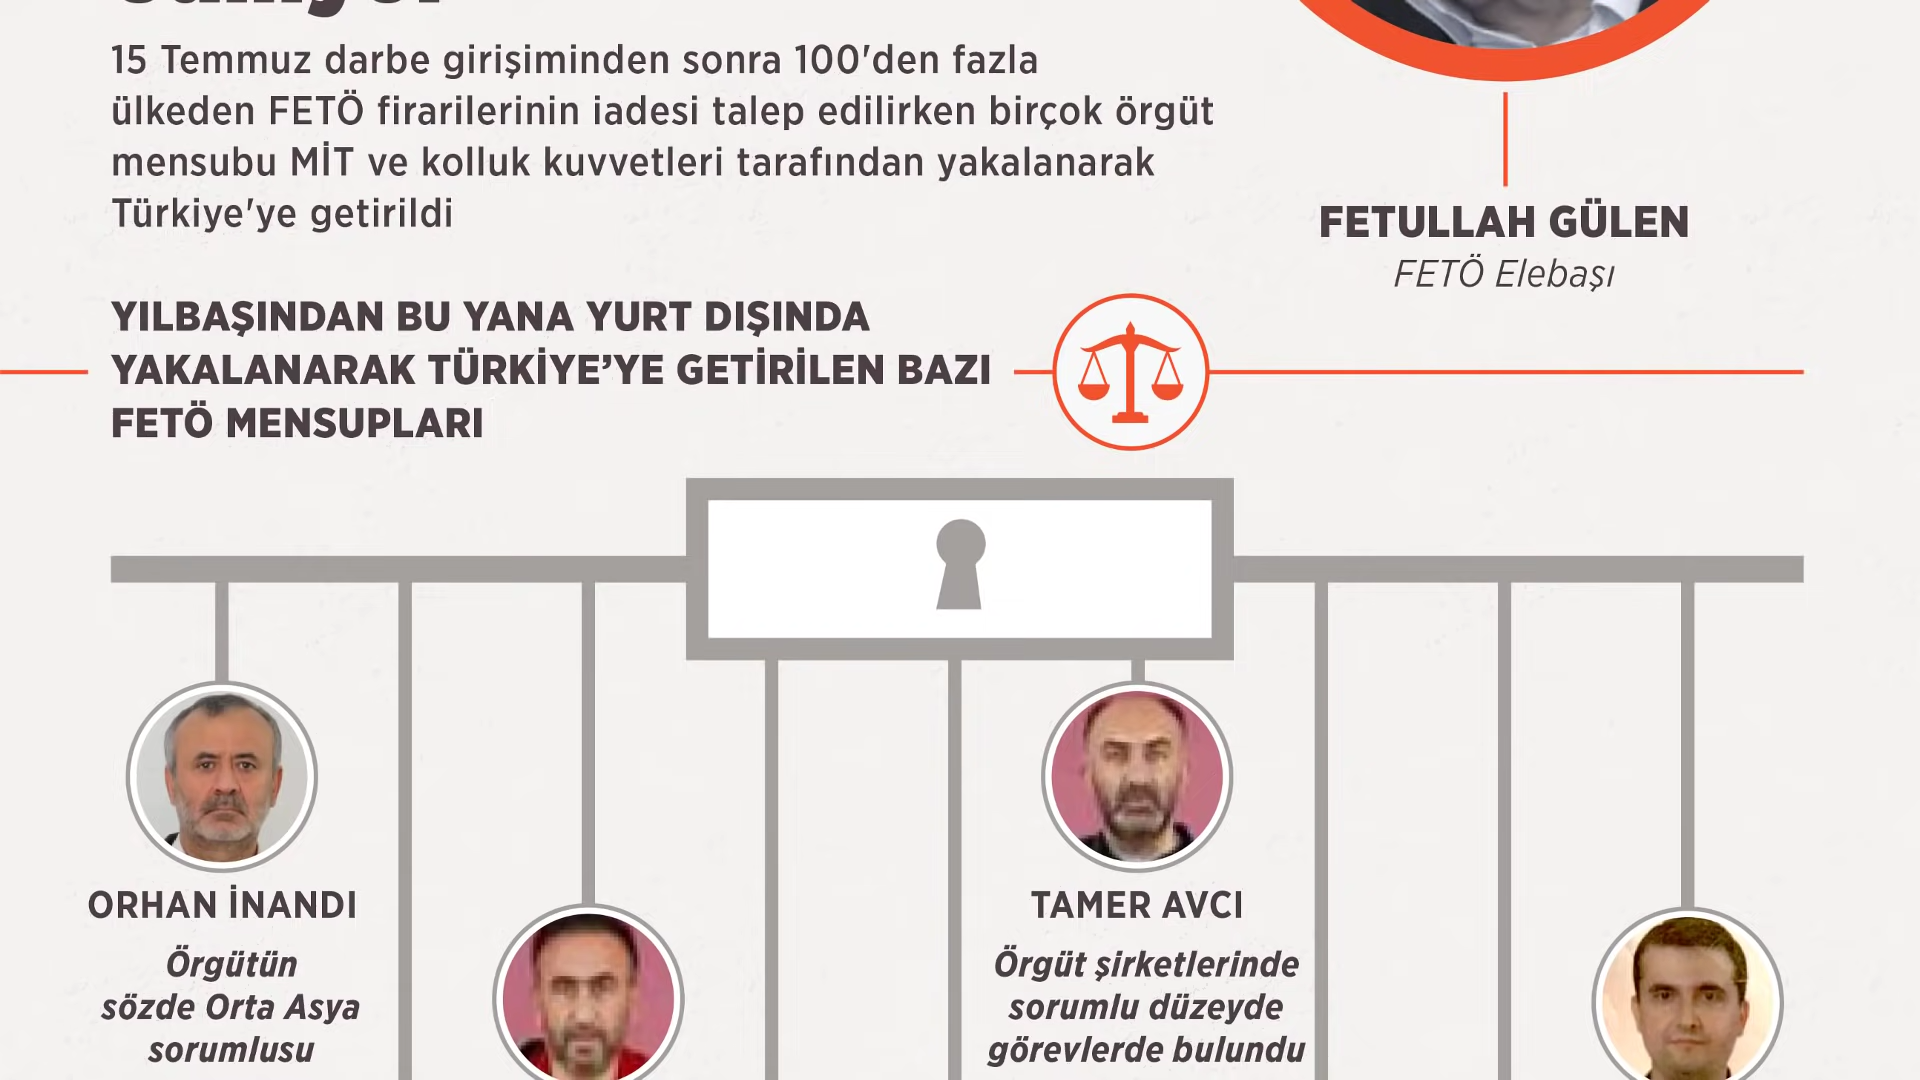 15 Temmuz darbe girişiminden sonra 100'den fazla
ülkeden FETÖ firarilerinin iadesi talep edilirken birçok örgüt
mensubu MİT ve kolluk kuvvetleri tarafından yakalanarak
Türkiye'ye getirildi
FETULLAH GÜLEN
FETÖ Elebaşı
YILBAŞINDAN BU YANA YURT DIŞINDA
YAKALANARAK TÜRKİYE’YE GETİRİLEN BAZI
FETÖ MENSUPLARI
ORHAN İNANDI
Örgütün
sözde Orta Asya
sorumlusu
TAMER AVCI
Örgüt şirketlerinde
sorumlu düzeyde
görevlerde bulundu